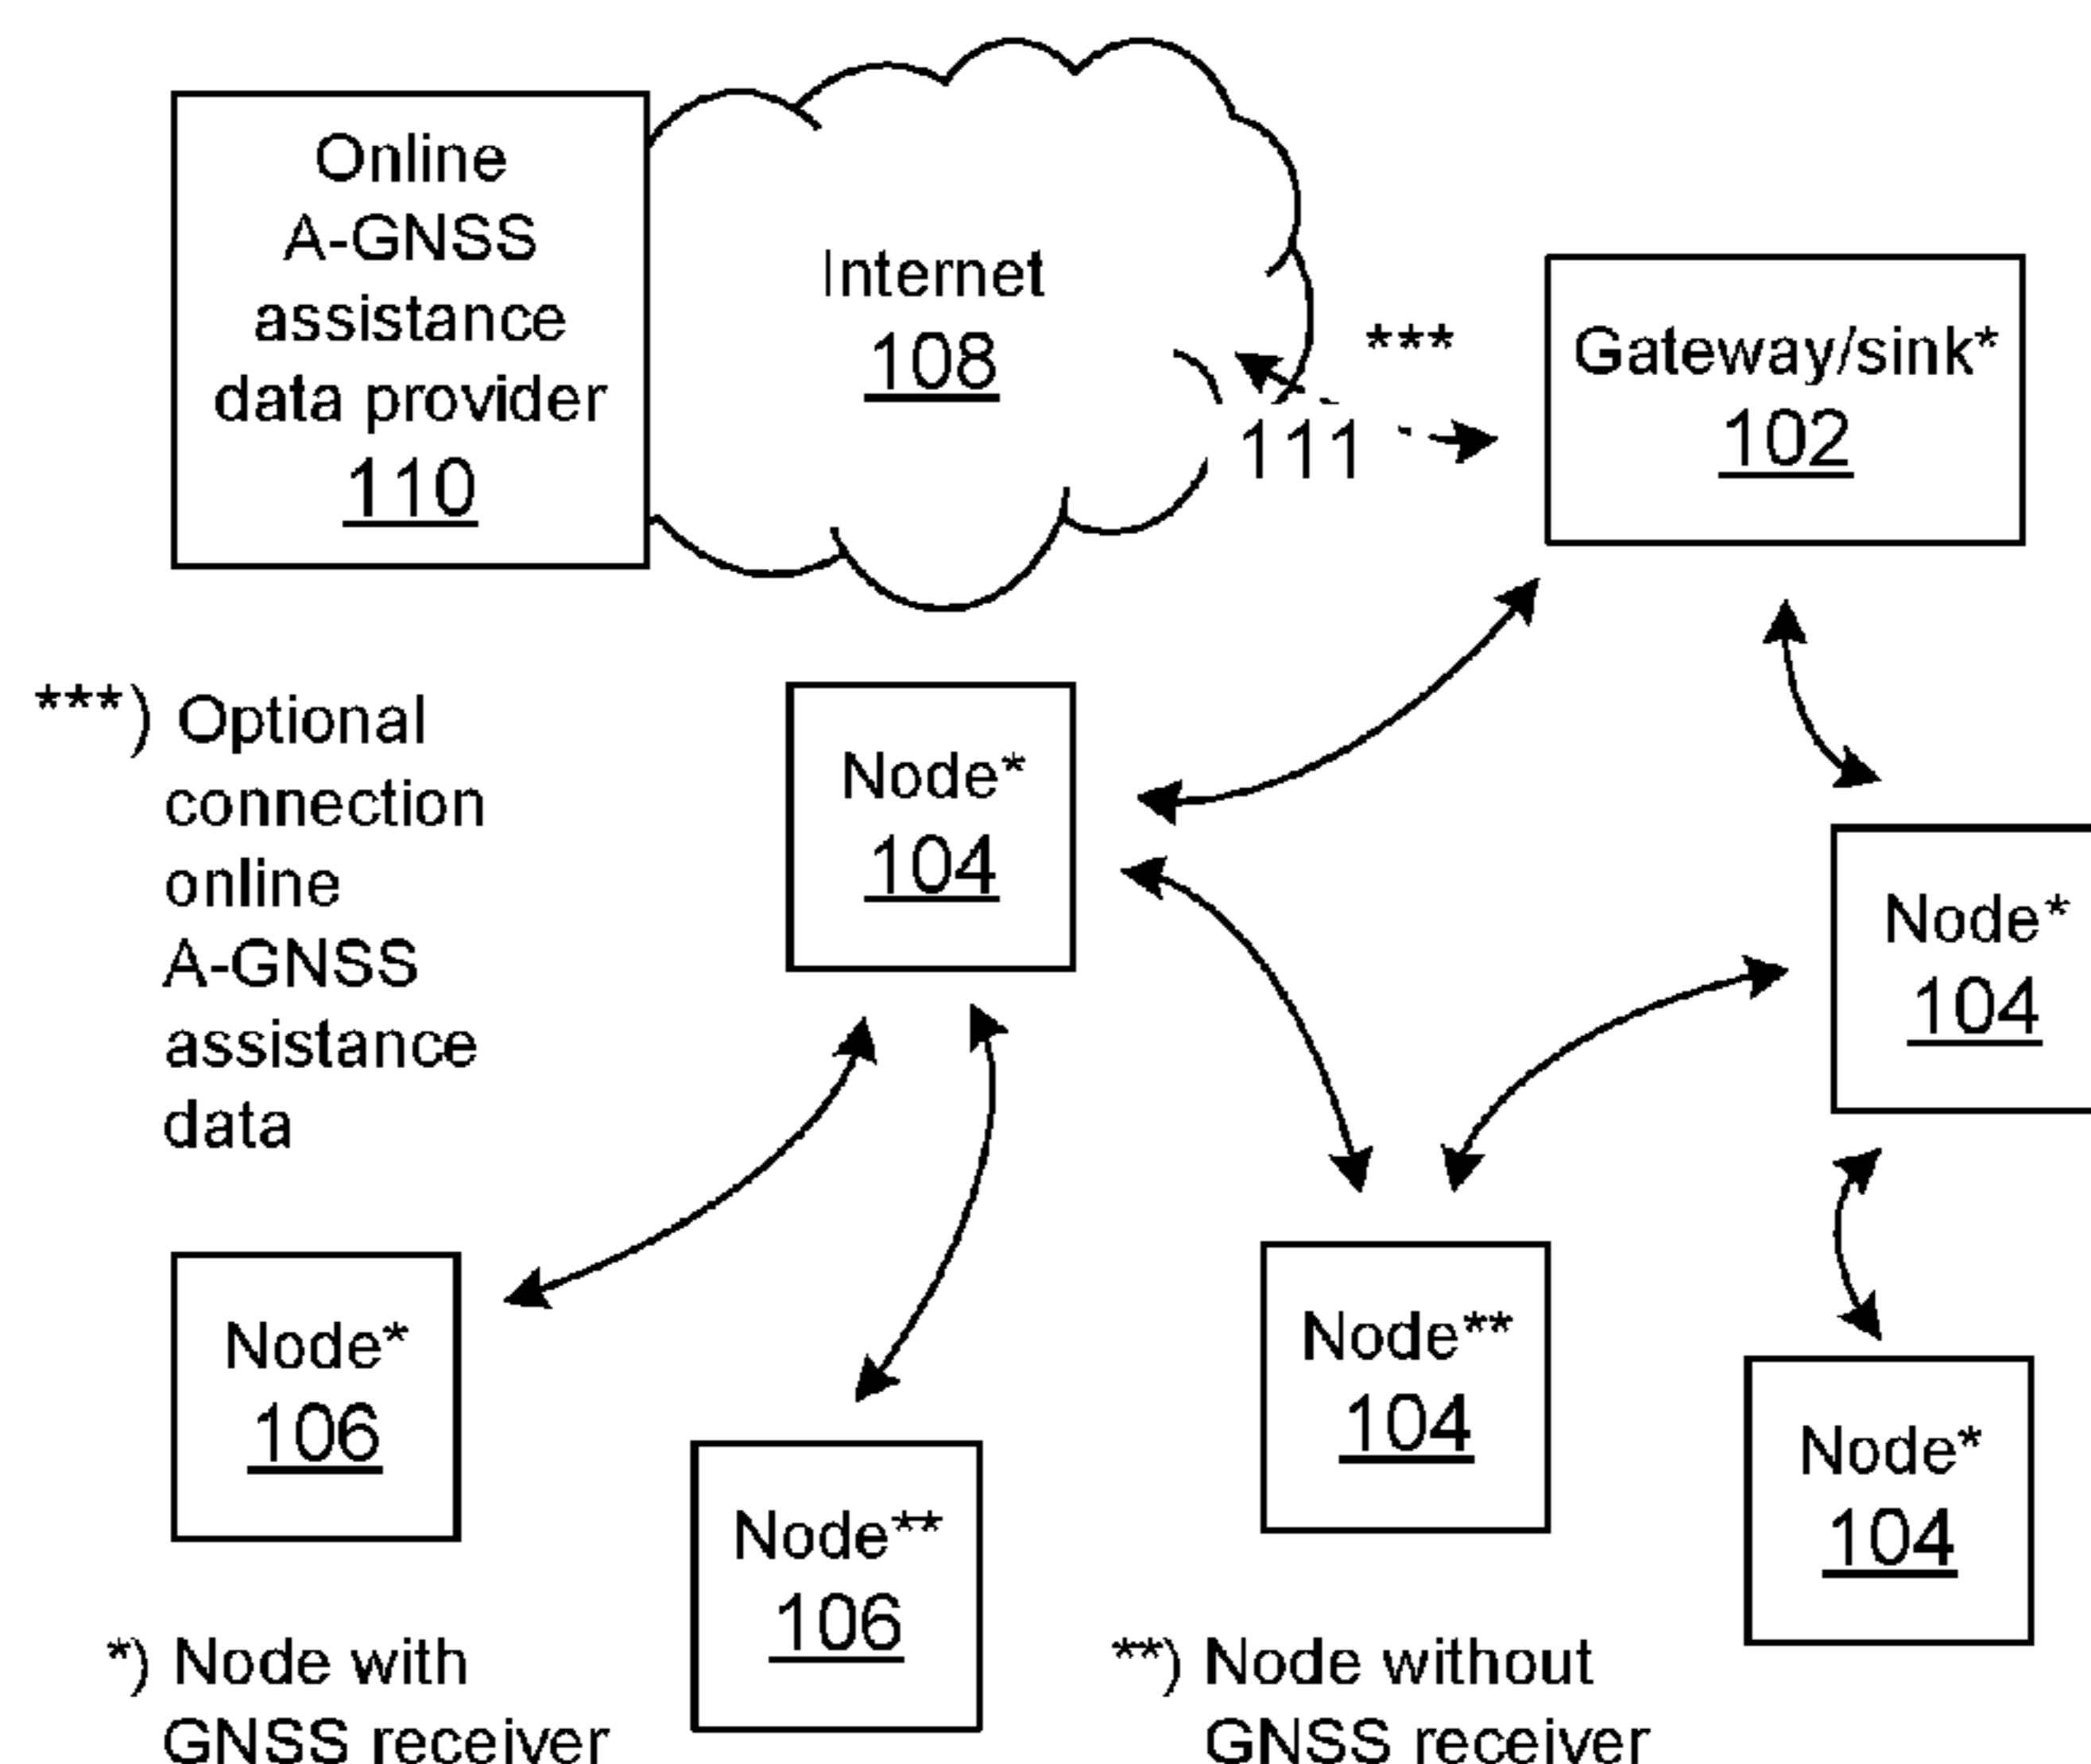 Online
A-GNSS
assistance
data provider
110
Internet
108
***
111
Gateway/sink*
102
***) Optional
connection
online
A-GNSS
assistance
data
Node*
104
Node*
104
Node*
106
Node**
106
Node**
104
Node*
104
*) Node with
GNSS receiver
**) Node without
GNSS receiver